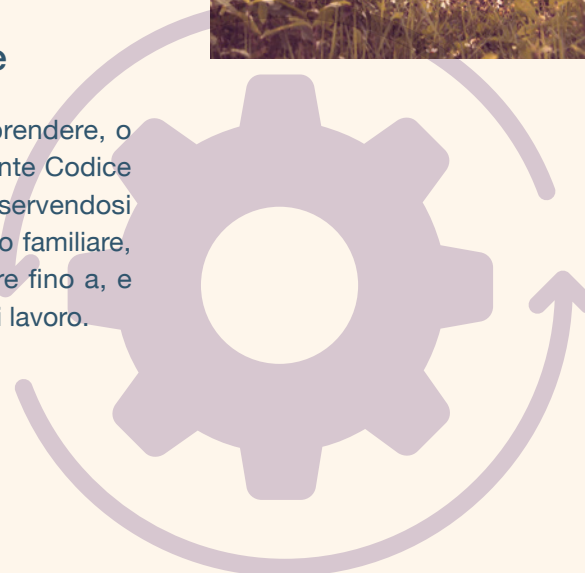 e
prendere, o
nte Codice
servendosi
o familiare,
re fino a, e
i lavoro.